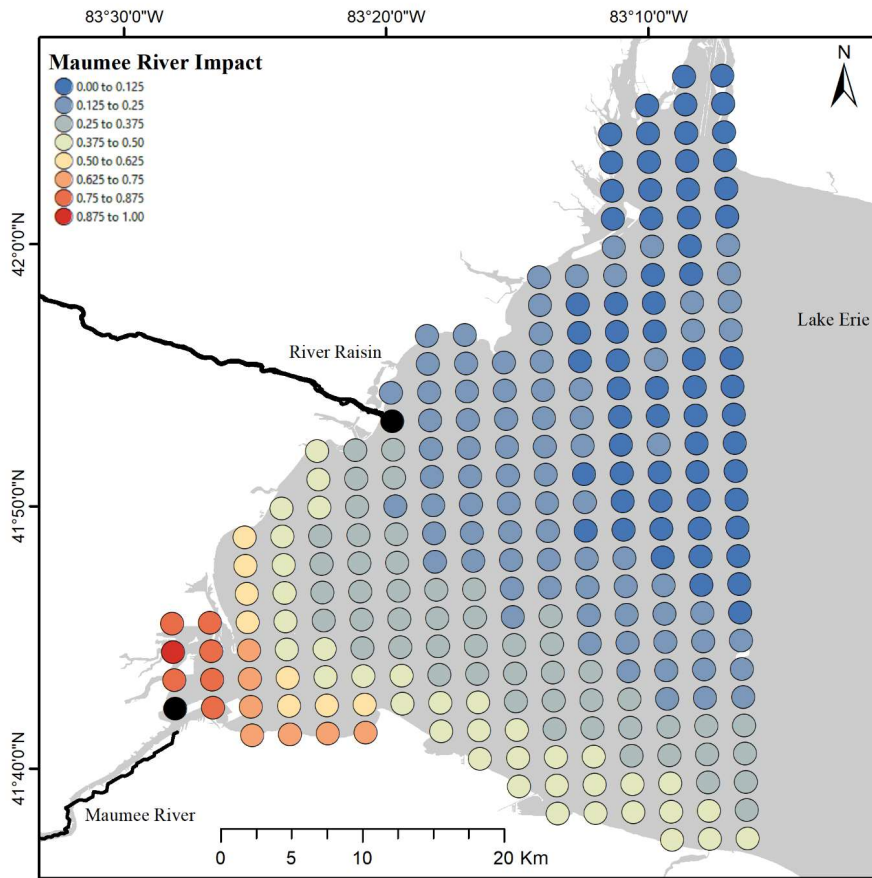 83°30'0"W 83°20'0"W 83°10'0"W
Maumee River Impact
N
0.00 to 0.125
0.125 to 0.25
0.25 to 0.375
0.375 to 0.50
0.50 to 0.625
0.625 to 0.75
0.75 to 0.875
0.875 to 1.00
42°0'0"N
Lake Erie
River Raisin
41°50'0"N
41°40'0"N
Maumee River
0 5 10 20 Km